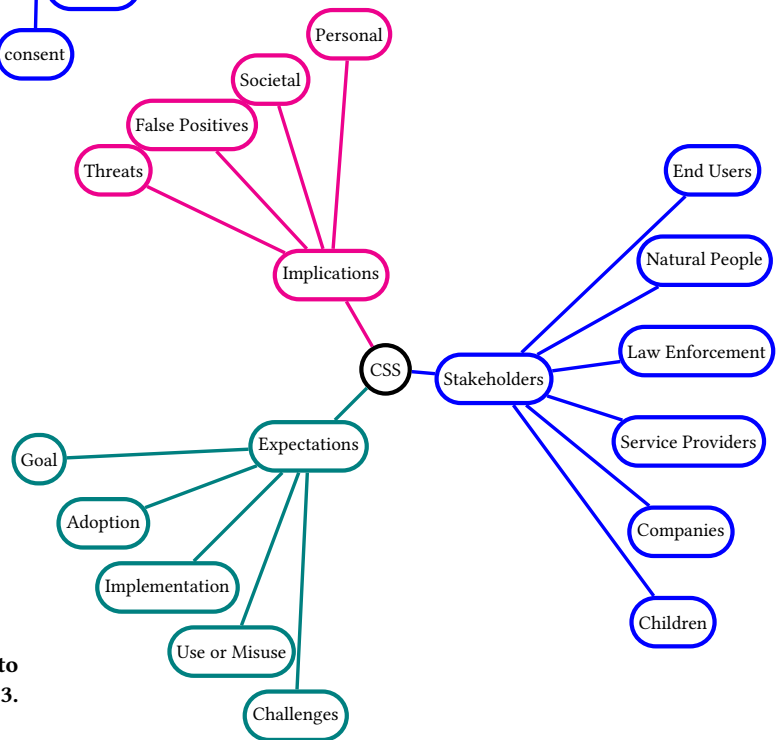 consent
Personal
Societal
False Positives
Threats
End Users
Natural People
Implications
Law Enforcement
CSS
Stakeholders
Service Providers
Expectations
Goal
Adoption
Companies
Implementation
Children
Use or Misuse
to
3.
Challenges